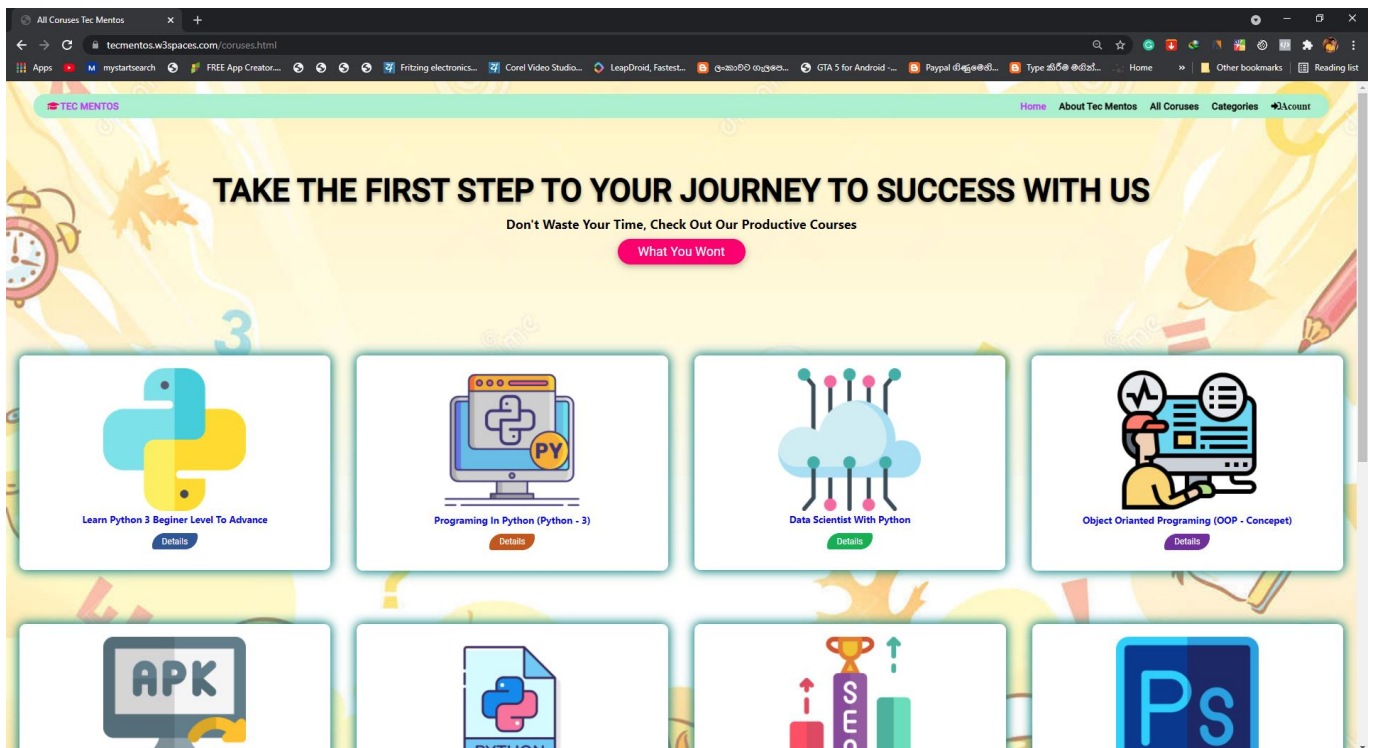 All Coruses Tec Mentos
tecmentos.w3spaces.com/coruses.html
Apps
M mystartsearch
FREE App Creator....
Fritzing electronics...
Corel Video Studio...
LeapDroid, Fastest...
GTA 5 for Android -...
Home
»
Other bookmarks
Reading list
TEC MENTOS
Home About Tec Mentos All Coruses Categories Acount
TAKE THE FIRST STEP TO YOUR JOURNEY TO SUCCESS WITH US
Don't Waste Your Time, Check Out Our Productive Courses
What You Wont
3
PY
Learn Python 3 Beginer Level To Advance
Details
Programing In Python (Python - 3)
Details
Data Scientist With Python
Details
Object Orianted Programing (OOP - Concepet)
Details
APK
PYTHON
SEO
Ps